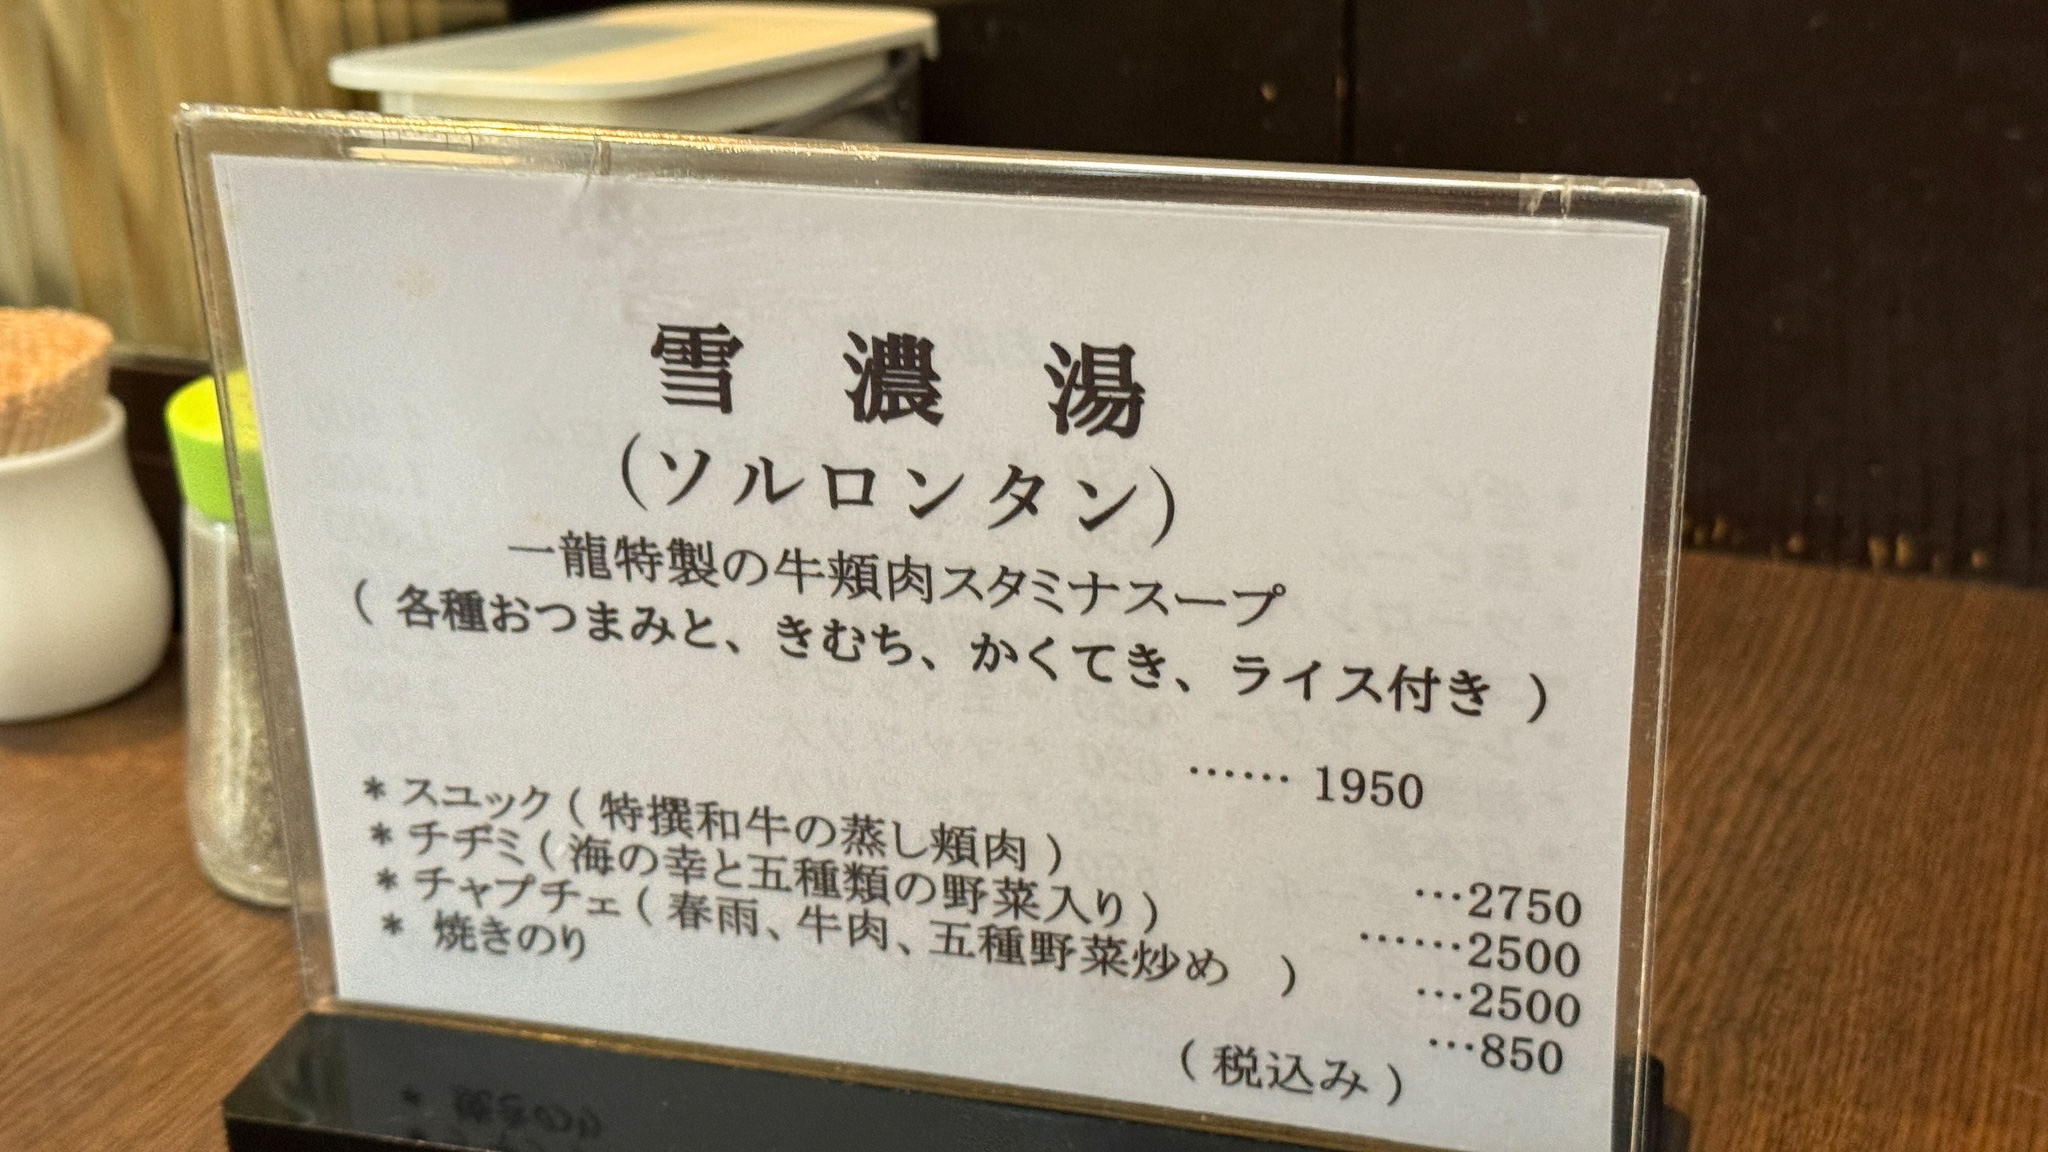 雪濃湯
(ソルロンタン)
一龍特製の牛頬肉スタミナスープ
( 各種おつまみと、きむち、かくてき、ライス付き )
…… 1950
* スユック ( 特撰和牛の蒸し頬肉 ) …2750
* チヂミ ( 海の幸と五種類の野菜入り ) ……2500
* チャプチェ ( 春雨、牛肉、五種野菜炒め ) …2500
* 焼きのり …850
( 税込み )